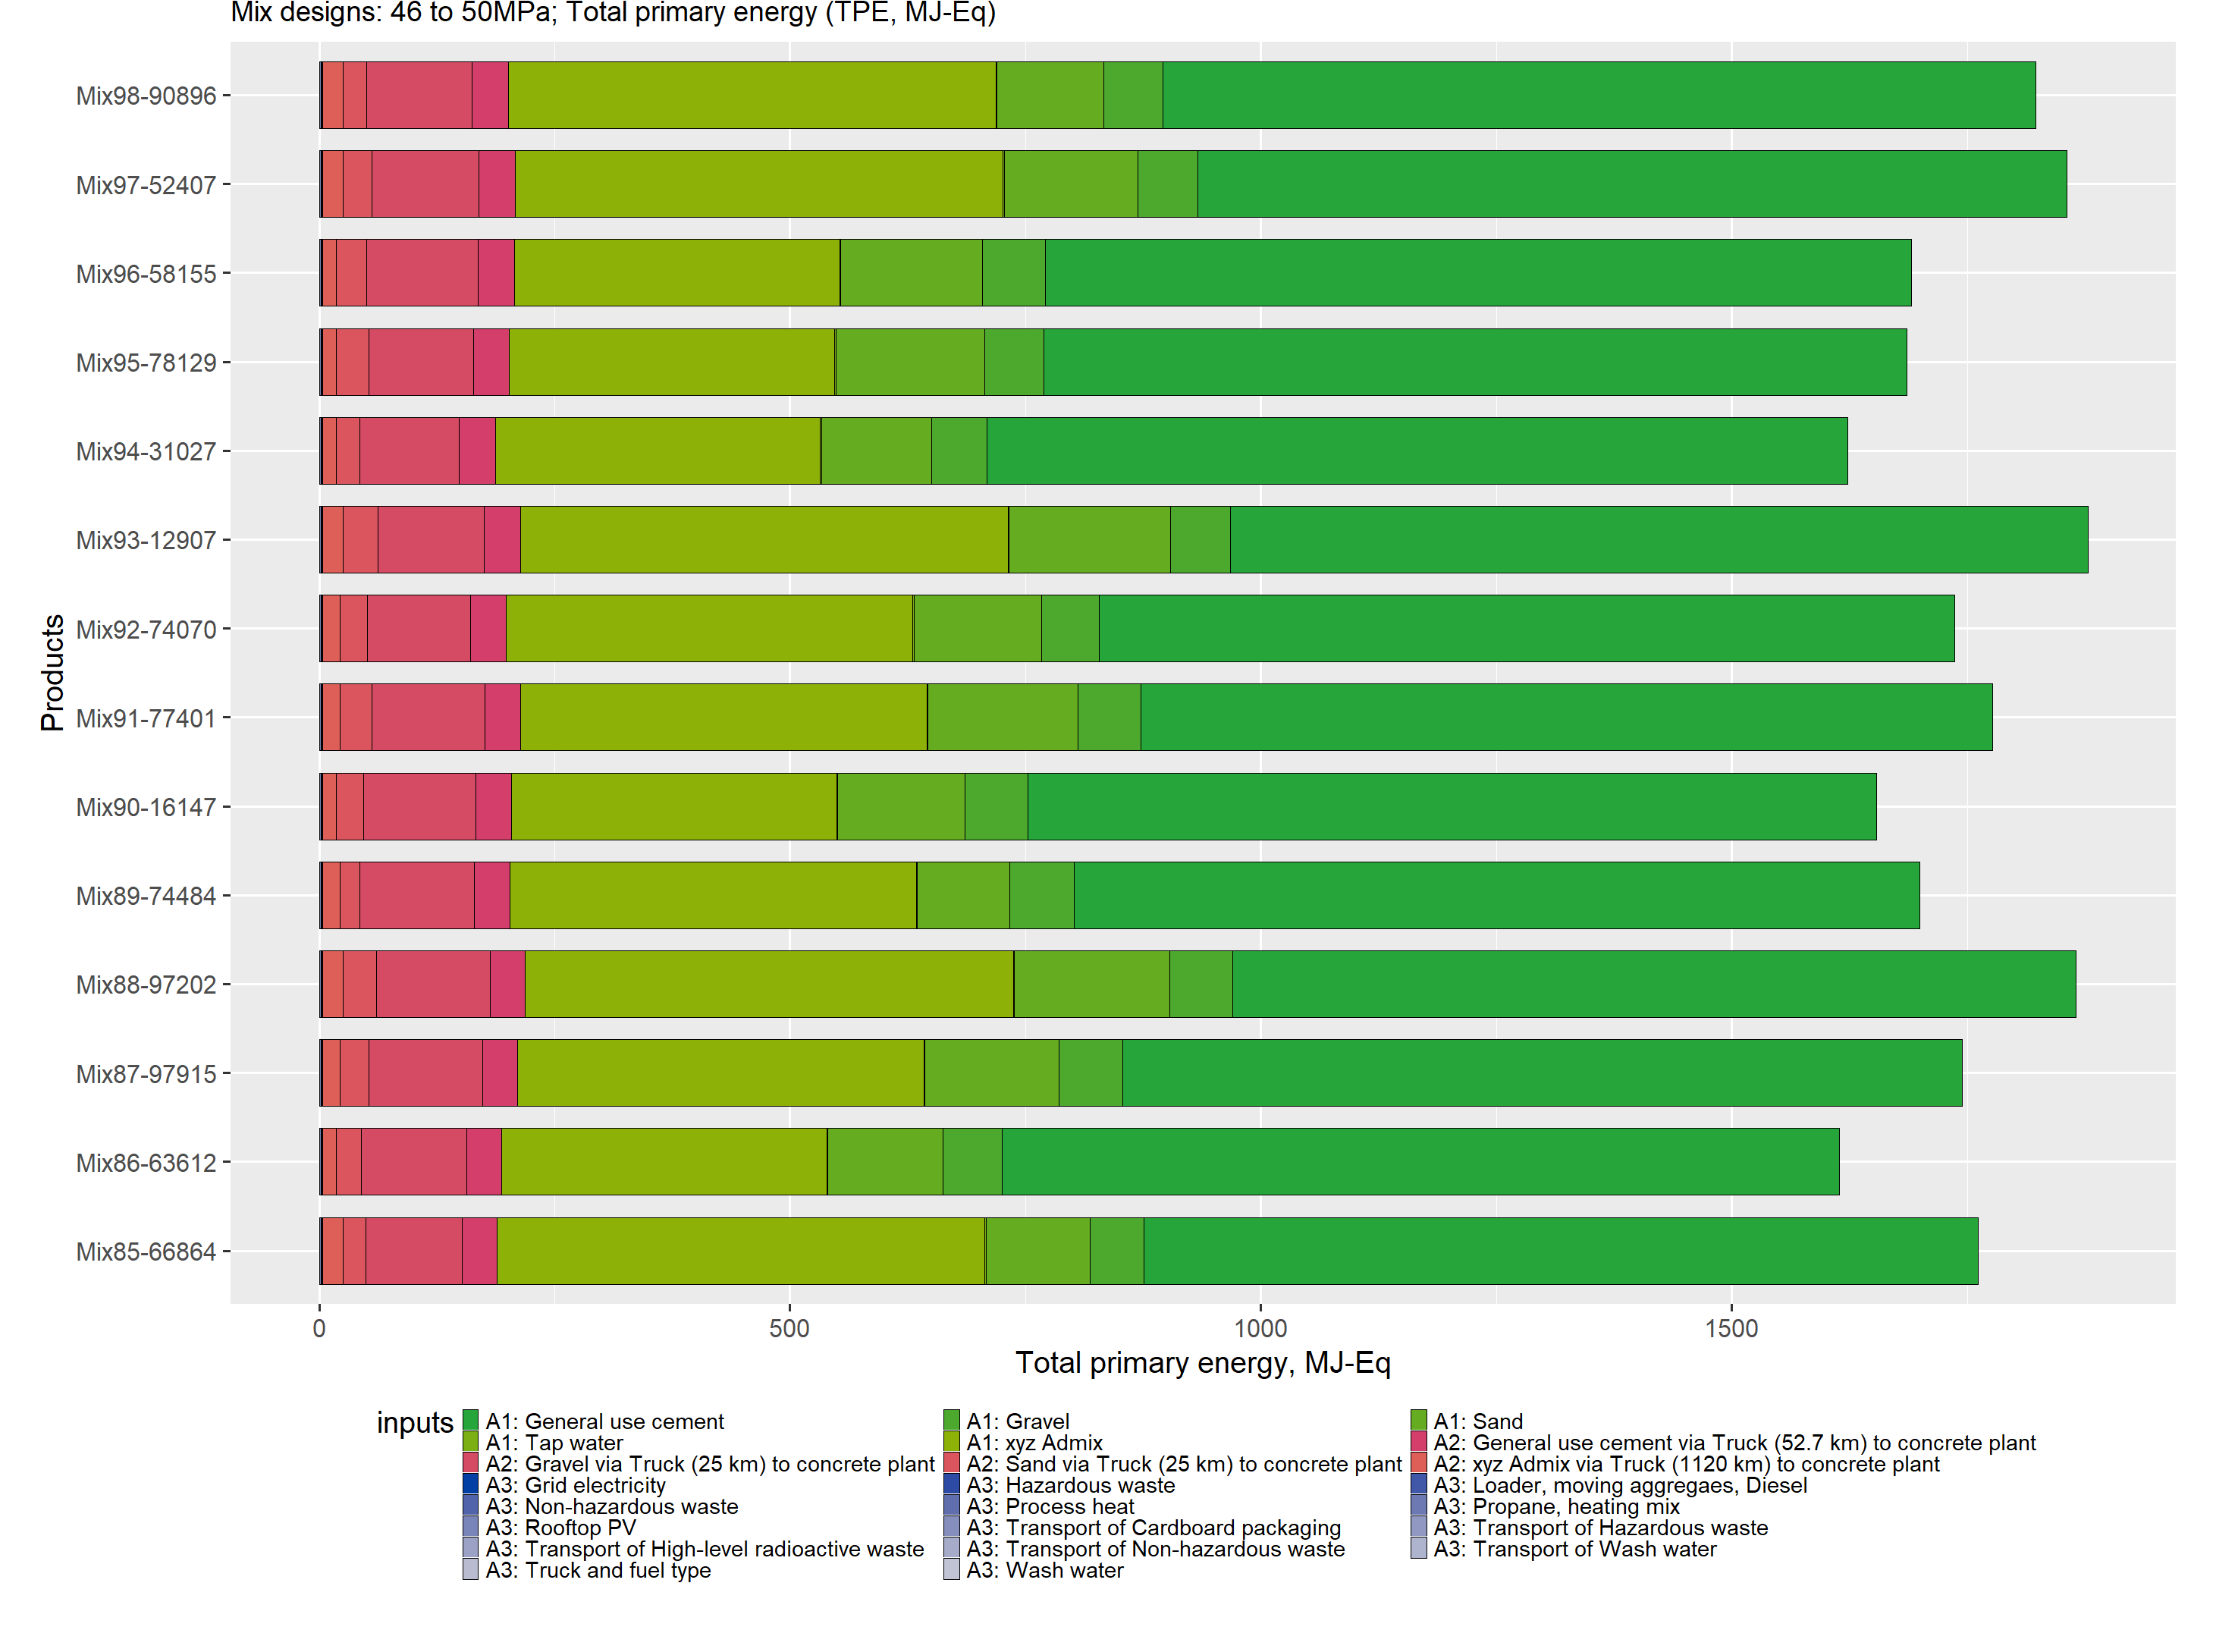 Mix designs: 46 to 50MPa; Total primary energy (TPE, MJ-Eq)
Mix98-90896
Mix97-52407
Mix96-58155
Mix95-78129
Mix94-31027
Mix93-12907
Mix92-74070
Mix91-77401
Mix90-16147
Mix89-74484
Mix88-97202
Mix87-97915
Mix86-63612
Mix85-66864
Products
0 500 1000 1500
Total primary energy, MJ-Eq
inputs
A1: General use cement A1: Gravel A1: Sand
A1: Tap water A1: xyz Admix A2: General use cement via Truck (52.7 km) to concrete plant
A2: Gravel via Truck (25 km) to concrete plant A2: Sand via Truck (25 km) to concrete plant A2: xyz Admix via Truck (1120 km) to concrete plant
A3: Grid electricity A3: Hazardous waste A3: Loader, moving aggregaes, Diesel
A3: Non-hazardous waste A3: Process heat A3: Propane, heating mix
A3: Rooftop PV A3: Transport of Cardboard packaging A3: Transport of Hazardous waste
A3: Transport of High-level radioactive waste A3: Transport of Non-hazardous waste A3: Transport of Wash water
A3: Truck and fuel type A3: Wash water